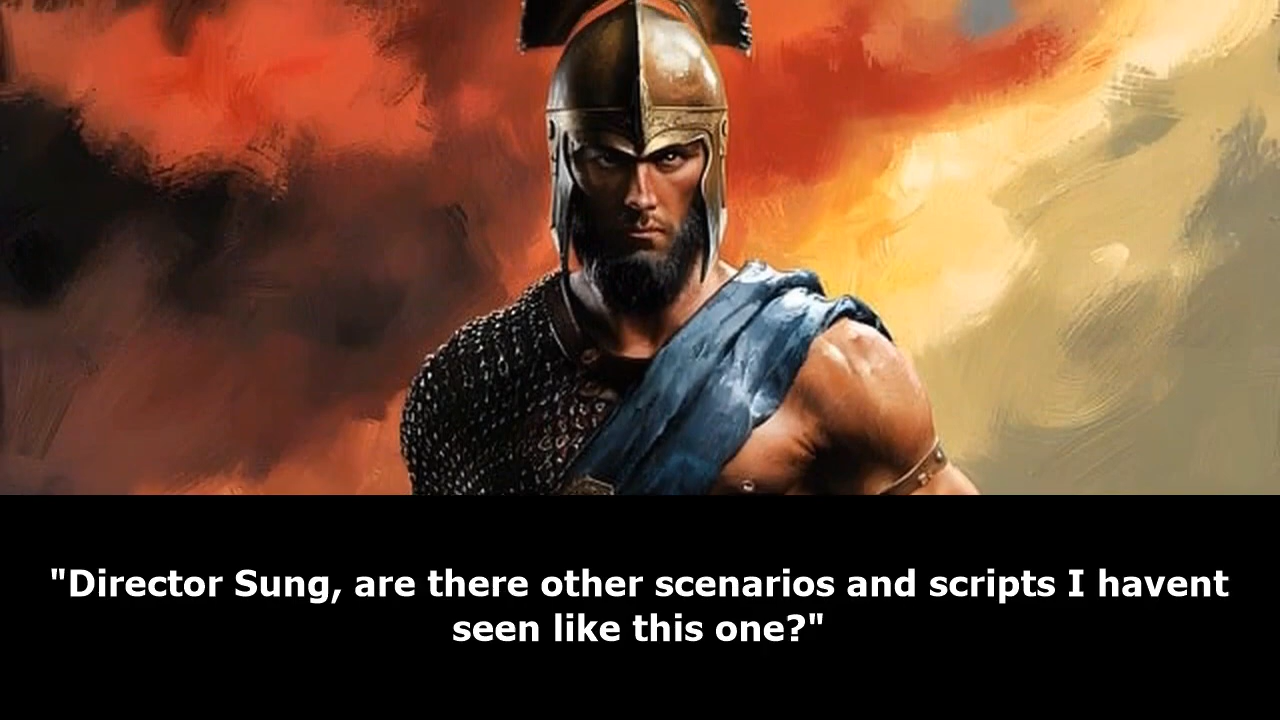 "Director Sung, are there other scenarios and scripts I havent
seen like this one?"